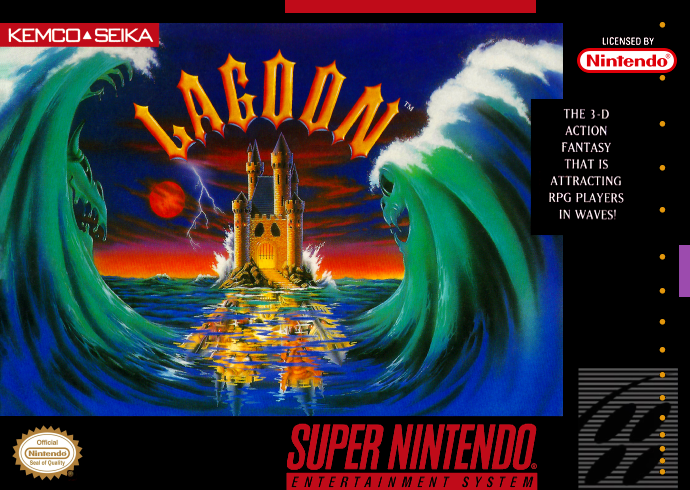 KEMCO▲SEIKA
LICENSED BY
Nintendo®
LAGOON™
THE 3-D
ACTION
FANTASY
THAT IS
ATTRACTING
RPG PLAYERS
IN WAVES!
Official
Nintendo
Seal of Quality
SUPER NINTENDO®
ENTERTAINMENT SYSTEM